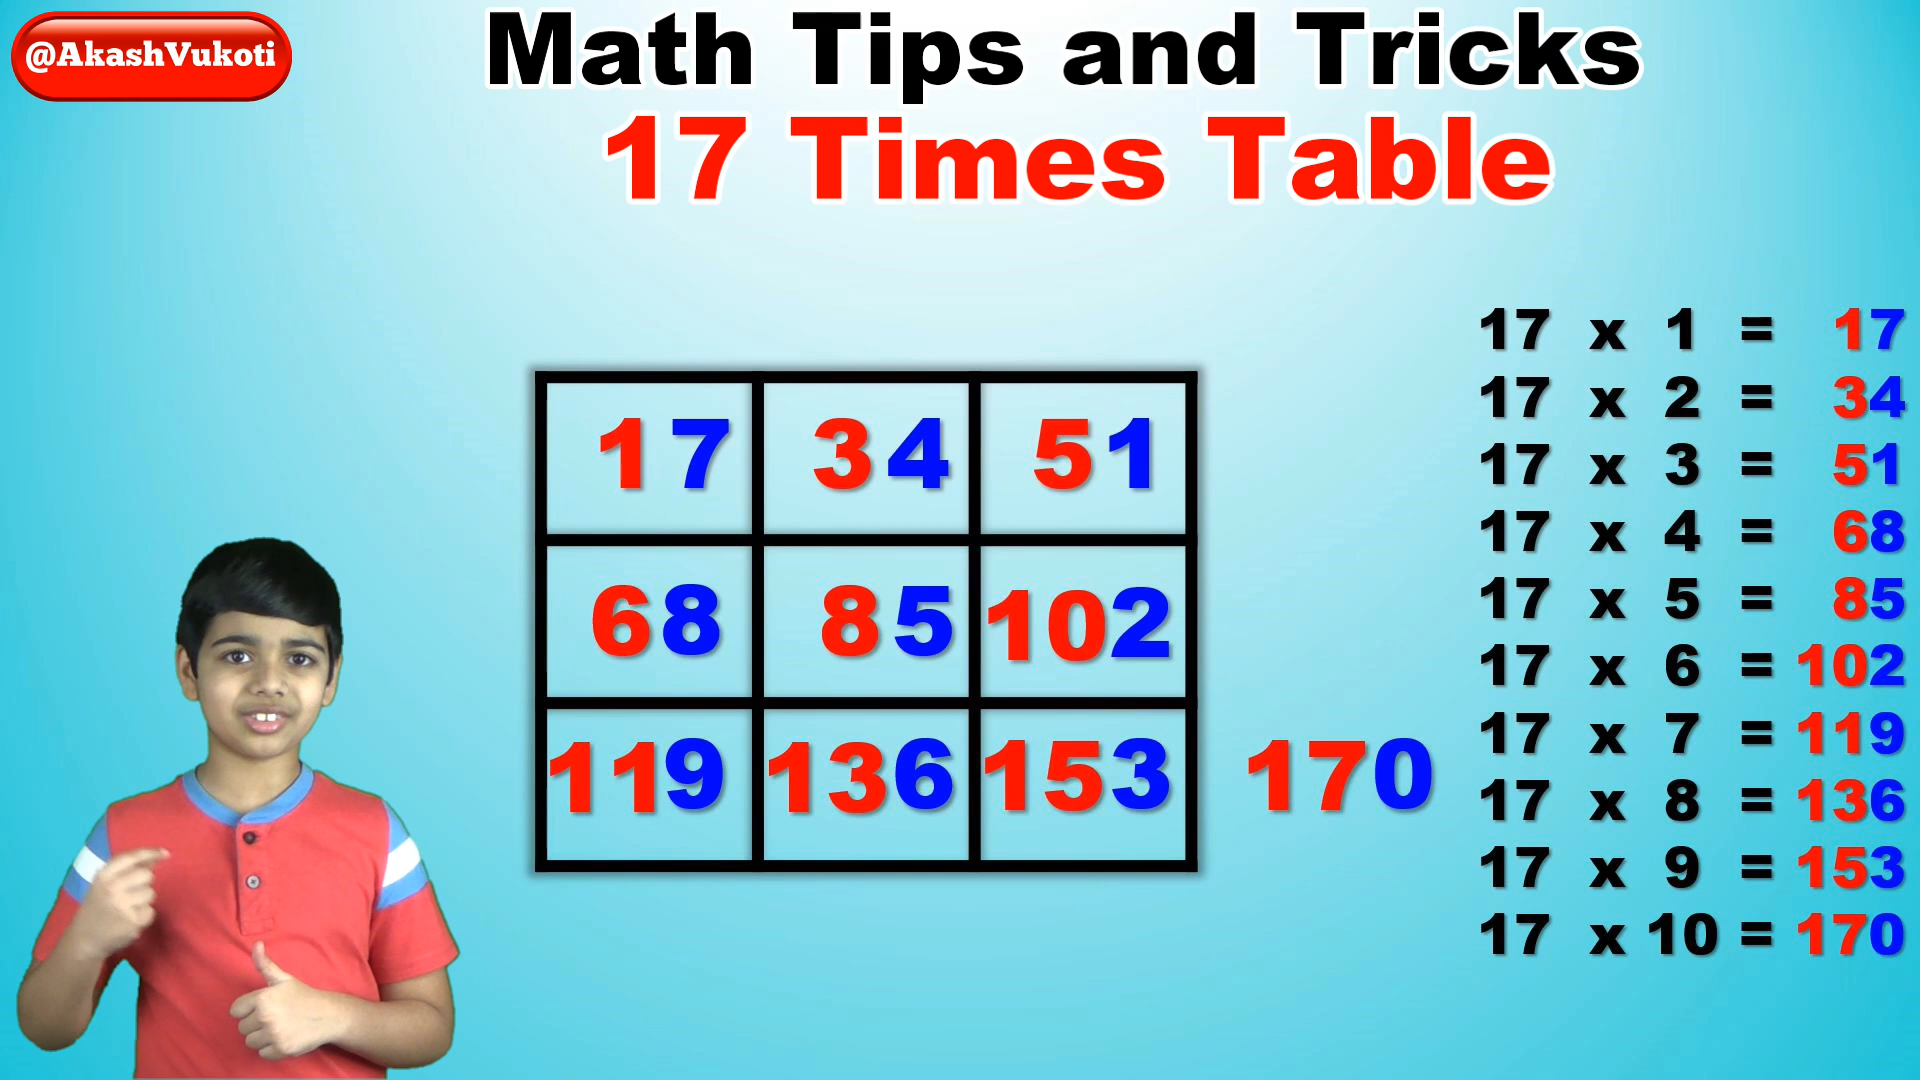 @AkashVukoti
Math Tips and Tricks
17 Times Table
17 34 51
68 85 102
119 136 153 170
17 x 1 = 17
17 x 2 = 34
17 x 3 = 51
17 x 4 = 68
17 x 5 = 85
17 x 6 = 102
17 x 7 = 119
17 x 8 = 136
17 x 9 = 153
17 x 10 = 170